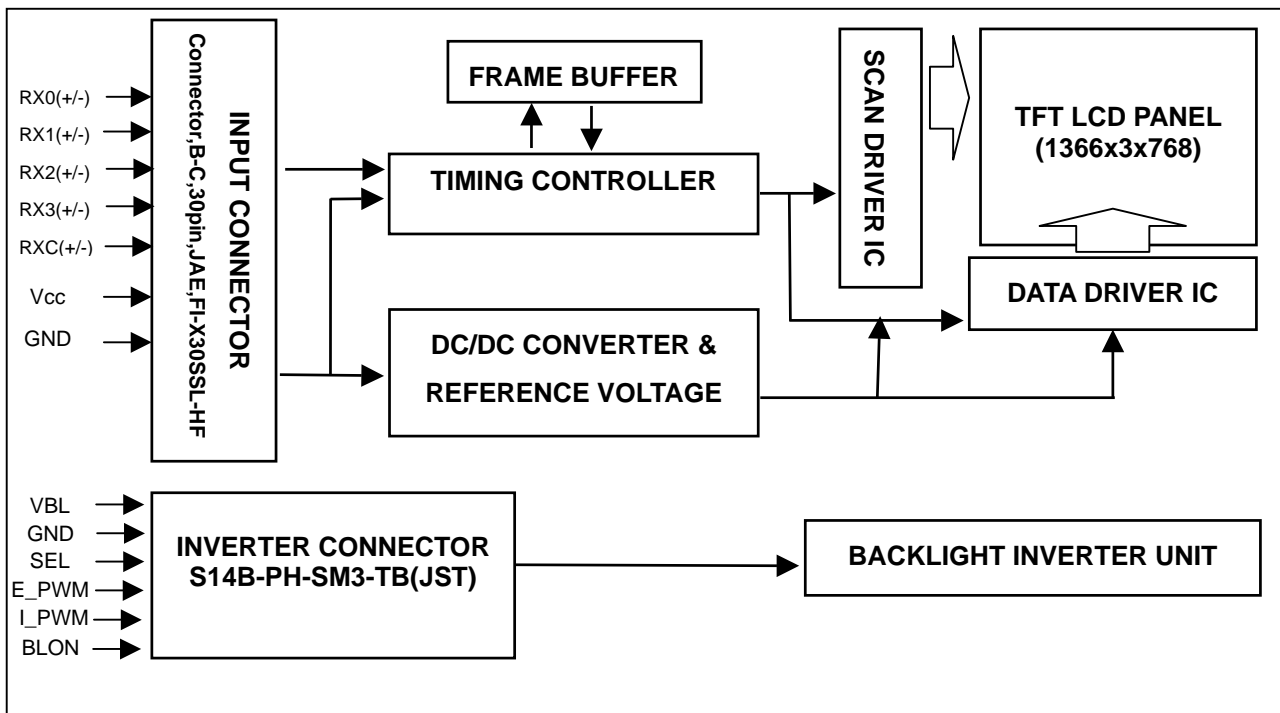 RX0(+/-)
RX1(+/-)
RX2(+/-)
RX3(+/-)
RXC(+/-)
Vcc
GND
INPUT CONNECTOR
Connector,B-C,30pin,JAE,FI-X30SSL-HF
FRAME BUFFER
TIMING CONTROLLER
DC/DC CONVERTER &
REFERENCE VOLTAGE
SCAN DRIVER IC
TFT LCD PANEL
(1366x3x768)
DATA DRIVER IC
VBL
GND
SEL
E_PWM
I_PWM
BLON
INVERTER CONNECTOR
S14B-PH-SM3-TB(JST)
BACKLIGHT INVERTER UNIT